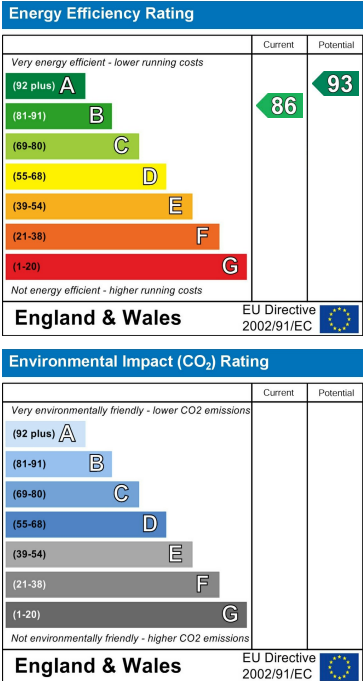 Energy Efficiency Rating
Current Potential
Very energy efficient - lower running costs
(92 plus) A
93
(81-91) B
86
(69-80) C
(55-68) D
(39-54) E
(21-38) F
(1-20) G
Not energy efficient - higher running costs
England & Wales
EU Directive
2002/91/EC
Environmental Impact (CO₂) Rating
Current Potential
Very environmentally friendly - lower CO2 emissions
(92 plus) A
(81-91) B
(69-80) C
(55-68) D
(39-54) E
(21-38) F
(1-20) G
Not environmentally friendly - higher CO2 emissions
England & Wales
EU Directive
2002/91/EC